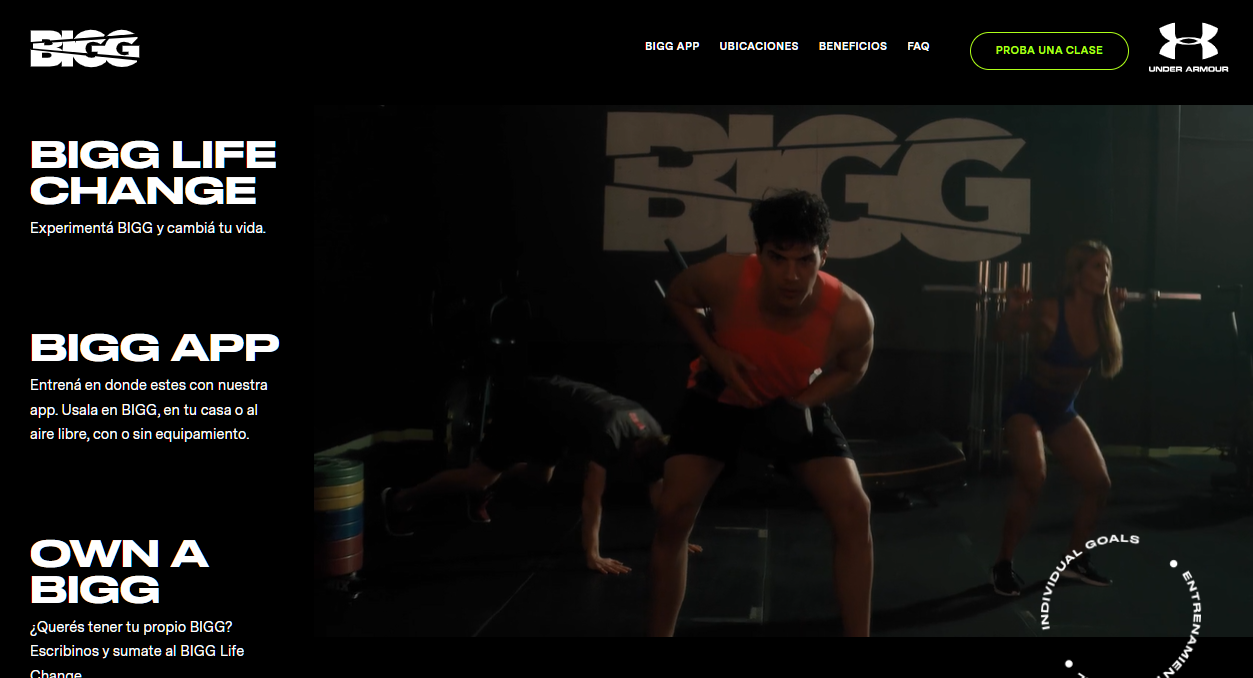 BIGG
BIGG APP
UBICACIONES
BENEFICIOS
FAQ
PROBA UNA CLASE
UNDER ARMOUR
BIGG LIFE
CHANGE
Experimentá BIGG y cambiá tu vida.
BIGG
BIGG APP
Entrená en donde estes con nuestra
app. Usala en BIGG, en tu casa o al
aire libre, con o sin equipamiento.
OWN A
BIGG
¿Querés tener tu propio BIGG?
Escribinos y sumate al BIGG Life
Change
INDIVIDUAL GOALS
ENTRENAMIEN